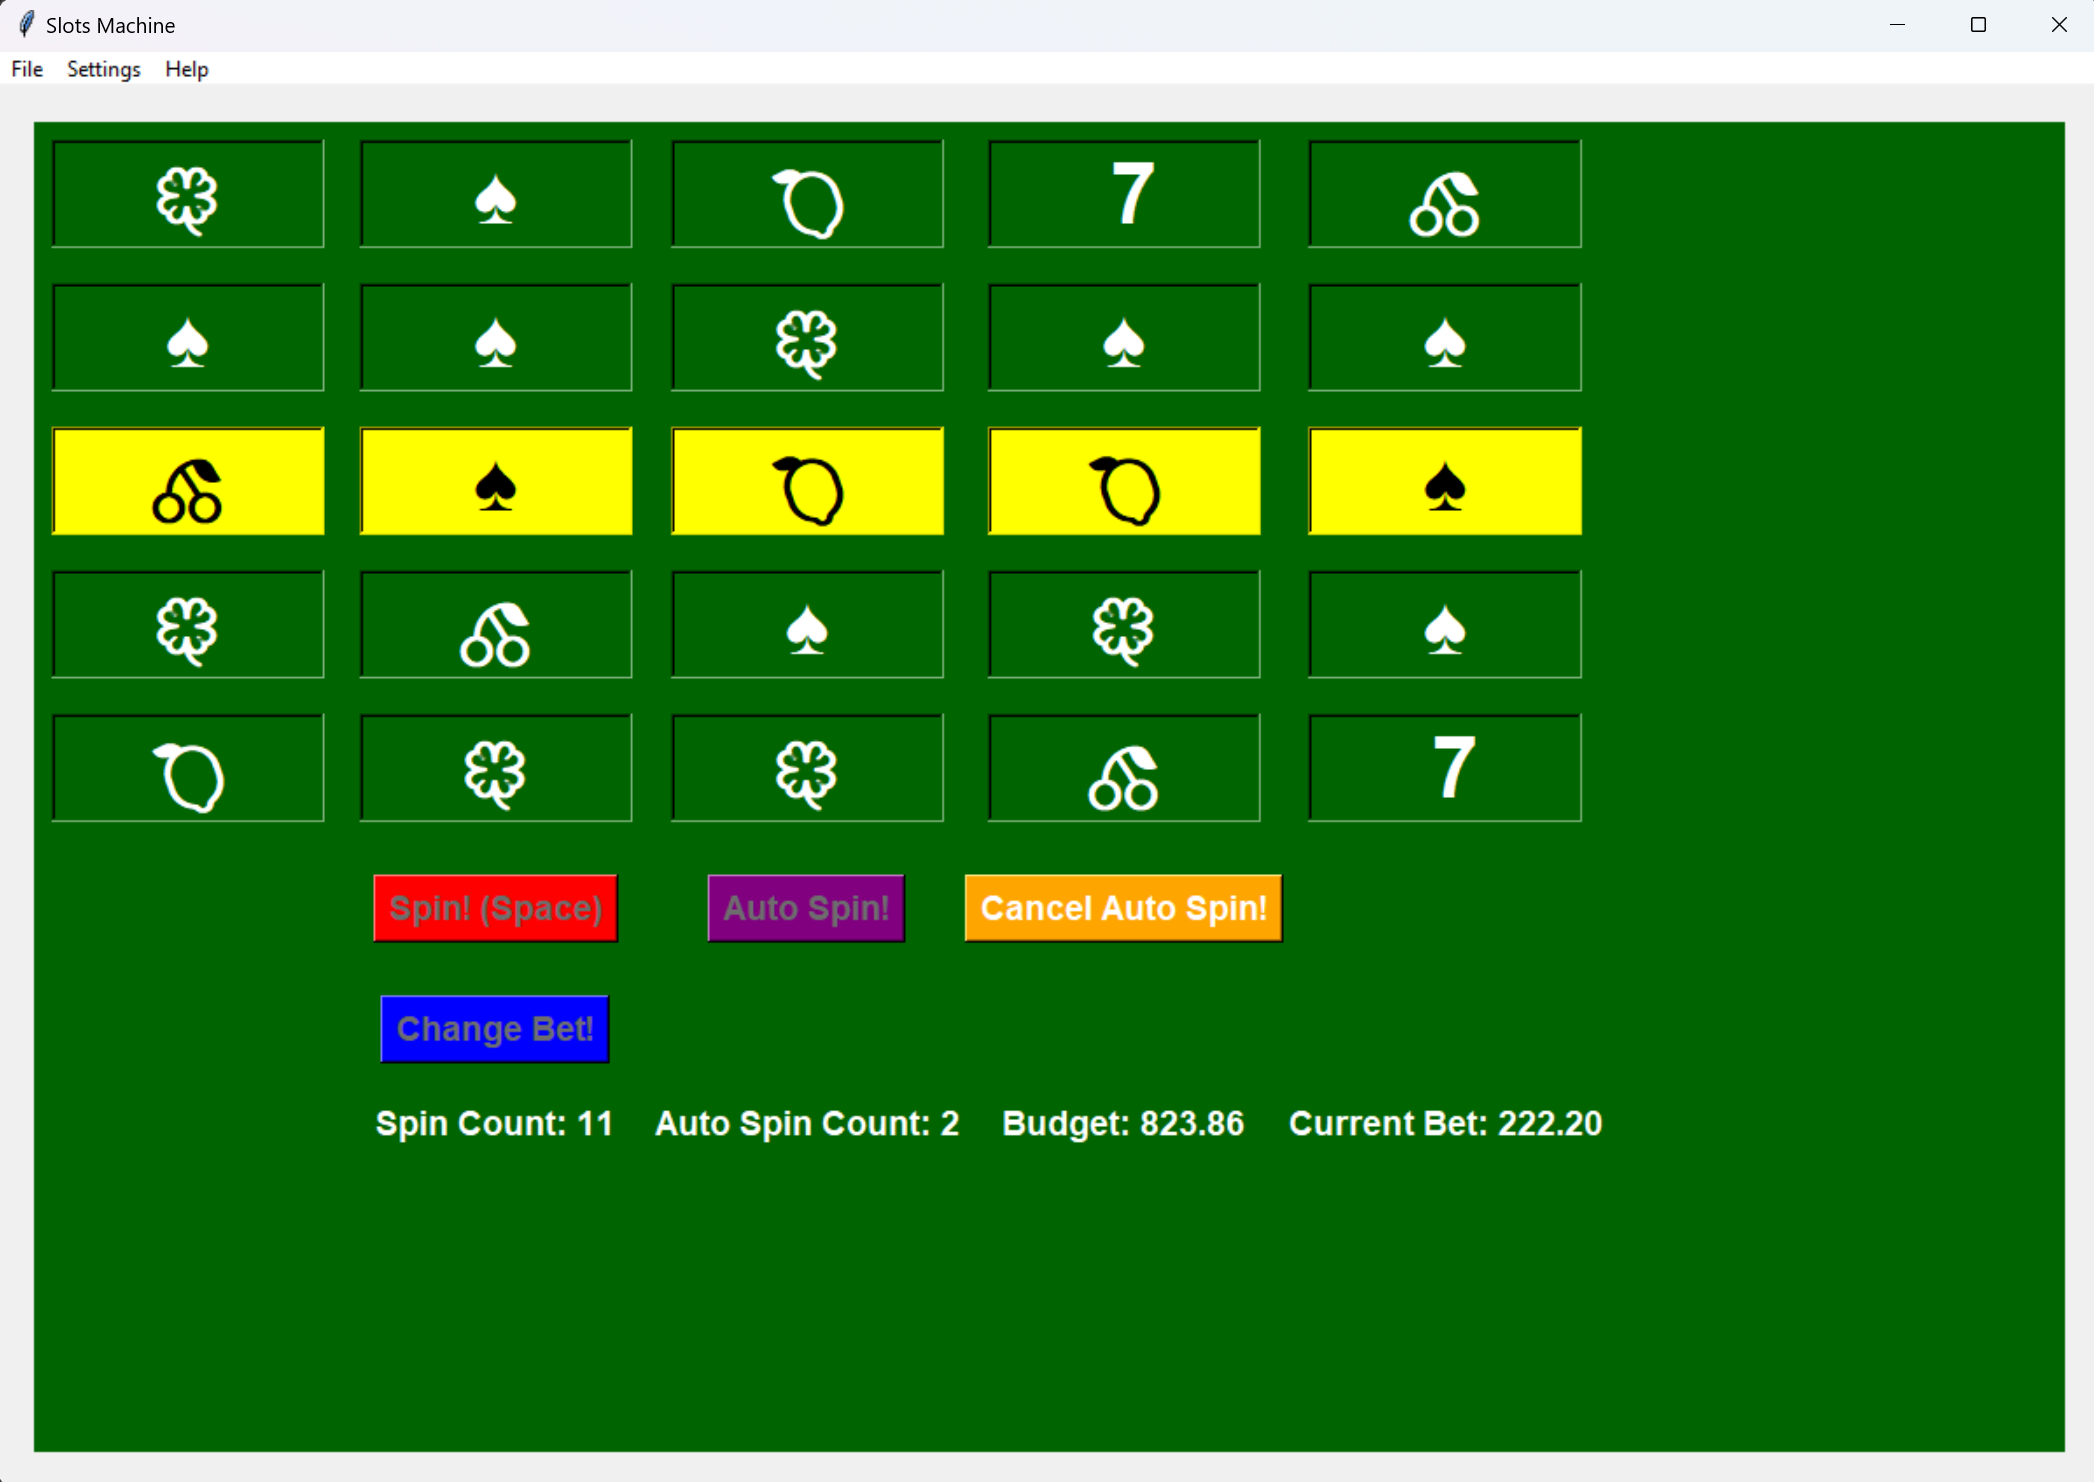 Slots Machine
File Settings Help
7
7
Spin! (Space) Auto Spin! Cancel Auto Spin!
Change Bet!
Spin Count: 11 Auto Spin Count: 2 Budget: 823.86 Current Bet: 222.20